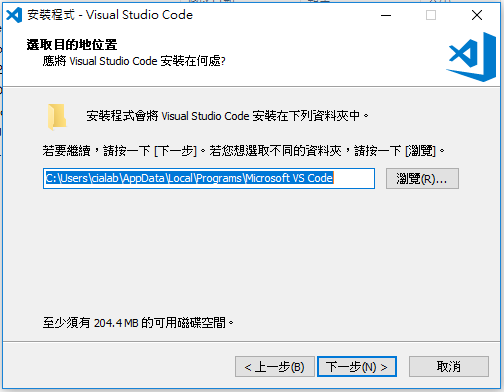 安裝程式 - Visual Studio Code
選取目的地位置
應將 Visual Studio Code 安裝在何處?
安裝程式會將 Visual Studio Code 安裝在下列資料夾中。
若要繼續，請按一下 [下一步]。若您想選取不同的資料夾，請按一下 [瀏覽]。
C:\Users\cialab\AppData\Local\Programs\Microsoft VS Code
瀏覽(R)...
至少須有 204.4 MB 的可用磁碟空間。
< 上一步(B)
下一步(N) >
取消